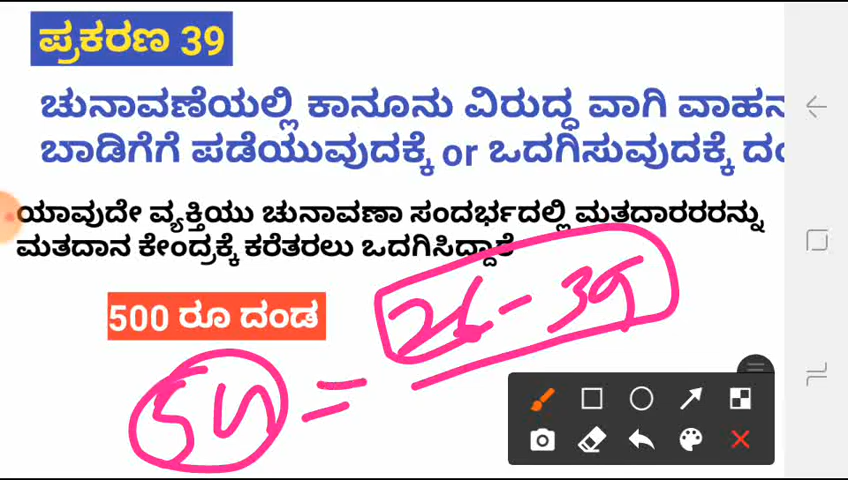 ಪ್ರಕರಣ 39
ಚುನಾವಣೆಯಲ್ಲಿ ಕಾನೂನು ವಿರುದ್ಧ ವಾಗಿ ವಾಹನ
ಬಾಡಿಗೆಗೆ ಪಡೆಯುವುದಕ್ಕೆ or ಒದಗಿಸುವುದಕ್ಕೆ ದಂ
ಯಾವುದೇ ವ್ಯಕ್ತಿಯು ಚುನಾವಣಾ ಸಂದರ್ಭದಲ್ಲಿ ಮತದಾರರರನ್ನು
ಮತದಾನ ಕೇಂದ್ರಕ್ಕೆ ಕರೆತರಲು ಒದಗಿಸಿದ್ದಾರೆ
500 ರೂ ದಂಡ
26-39
=